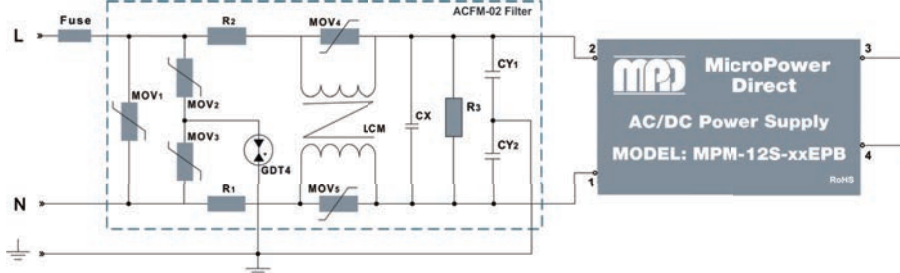 ACFM-02 Filter
L
Fuse
R2
MOV4
MOV1
MOV2
MOV3
GDT4
LCM
CX
R3
CY1
CY2
N
R1
MOV5
2
1
3
4
MPD MicroPower
Direct
AC/DC Power Supply
MODEL: MPM-12S-xxEPB
RoHS